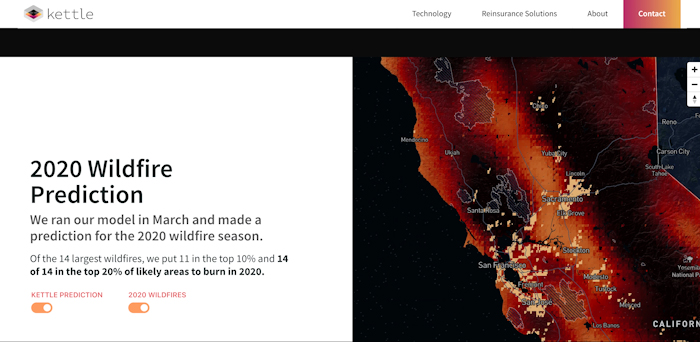 kettle
Technology
Reinsurance Solutions
About
Contact
2020 Wildfire
Prediction
We ran our model in March and made a
prediction for the 2020 wildfire season.
Of the 14 largest wildfires, we put 11 in the top 10% and 14
of 14 in the top 20% of likely areas to burn in 2020.
KETTLE PREDICTION
2020 WILDFIRES
Chico
Reno
Mendocino
Ukiah
Yuba City
Carson City
South Lake
Tahoe
Lincoln
Sacramento
Santa Rosa
Elk Grove
Stockton
San Francisco
Yosemite
National P
Modesto
Fremont
Turlock
San Jose
Merced
Los Banos
CALIFORN